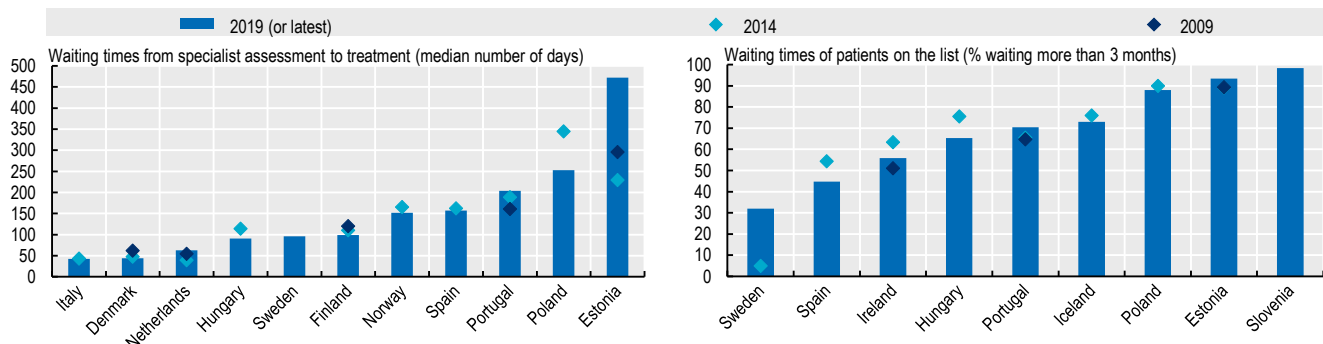 2019 (or latest) 2014 2009
Waiting times from specialist assessment to treatment (median number of days)
500
450
400
350
300
250
200
150
100
50
0
Italy
Denmark
Netherlands
Hungary
Sweden
Finland
Norway
Spain
Portugal
Poland
Estonia
Waiting times of patients on the list (% waiting more than 3 months)
100
90
80
70
60
50
40
30
20
10
0
Sweden
Spain
Ireland
Hungary
Portugal
Iceland
Poland
Estonia
Slovenia